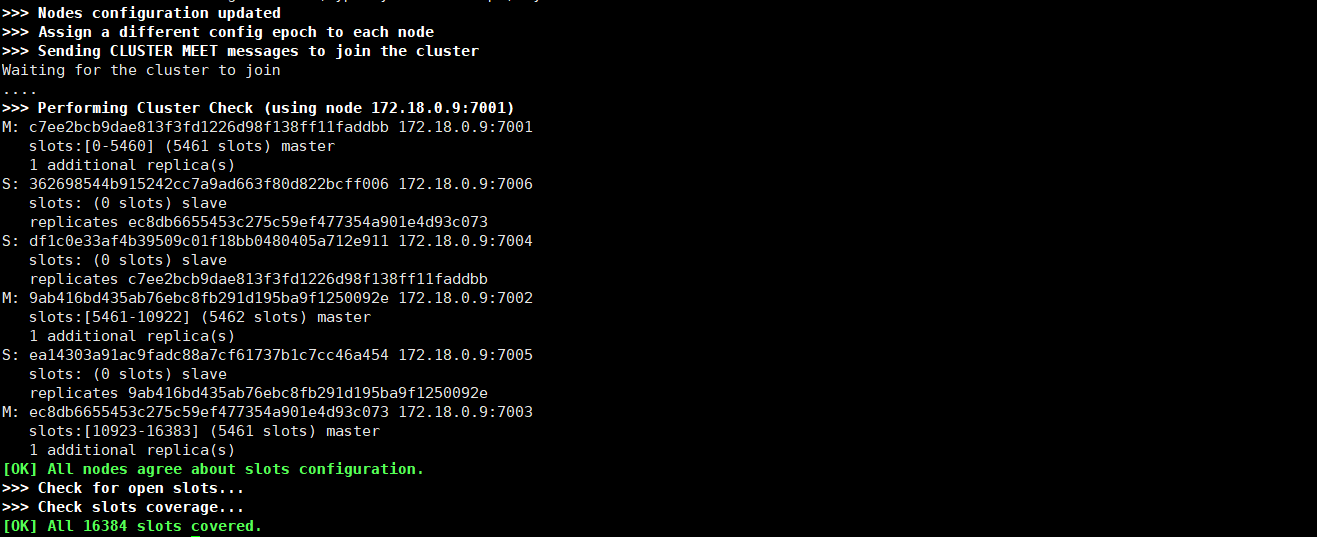 >>> Nodes configuration updated
>>> Assign a different config epoch to each node
>>> Sending CLUSTER MEET messages to join the cluster
Waiting for the cluster to join
....
>>> Performing Cluster Check (using node 172.18.0.9:7001)
M: c7ee2bcb9dae813f3fd1226d98f138ff11faddbb 172.18.0.9:7001
   slots:[0-5460] (5461 slots) master
   1 additional replica(s)
S: 362698544b915242cc7a9ad663f80d822bcff006 172.18.0.9:7006
   slots: (0 slots) slave
   replicates ec8db6655453c275c59ef477354a901e4d93c073
S: df1c0e33af4b39509c01f18bb0480405a712e911 172.18.0.9:7004
   slots: (0 slots) slave
   replicates c7ee2bcb9dae813f3fd1226d98f138ff11faddbb
M: 9ab416bd435ab76ebc8fb291d195ba9f1250092e 172.18.0.9:7002
   slots:[5461-10922] (5462 slots) master
   1 additional replica(s)
S: ea14303a91ac9fadc88a7cf61737b1c7cc46a454 172.18.0.9:7005
   slots: (0 slots) slave
   replicates 9ab416bd435ab76ebc8fb291d195ba9f1250092e
M: ec8db6655453c275c59ef477354a901e4d93c073 172.18.0.9:7003
   slots:[10923-16383] (5461 slots) master
   1 additional replica(s)
[OK] All nodes agree about slots configuration.
>>> Check for open slots...
>>> Check slots coverage...
[OK] All 16384 slots covered.